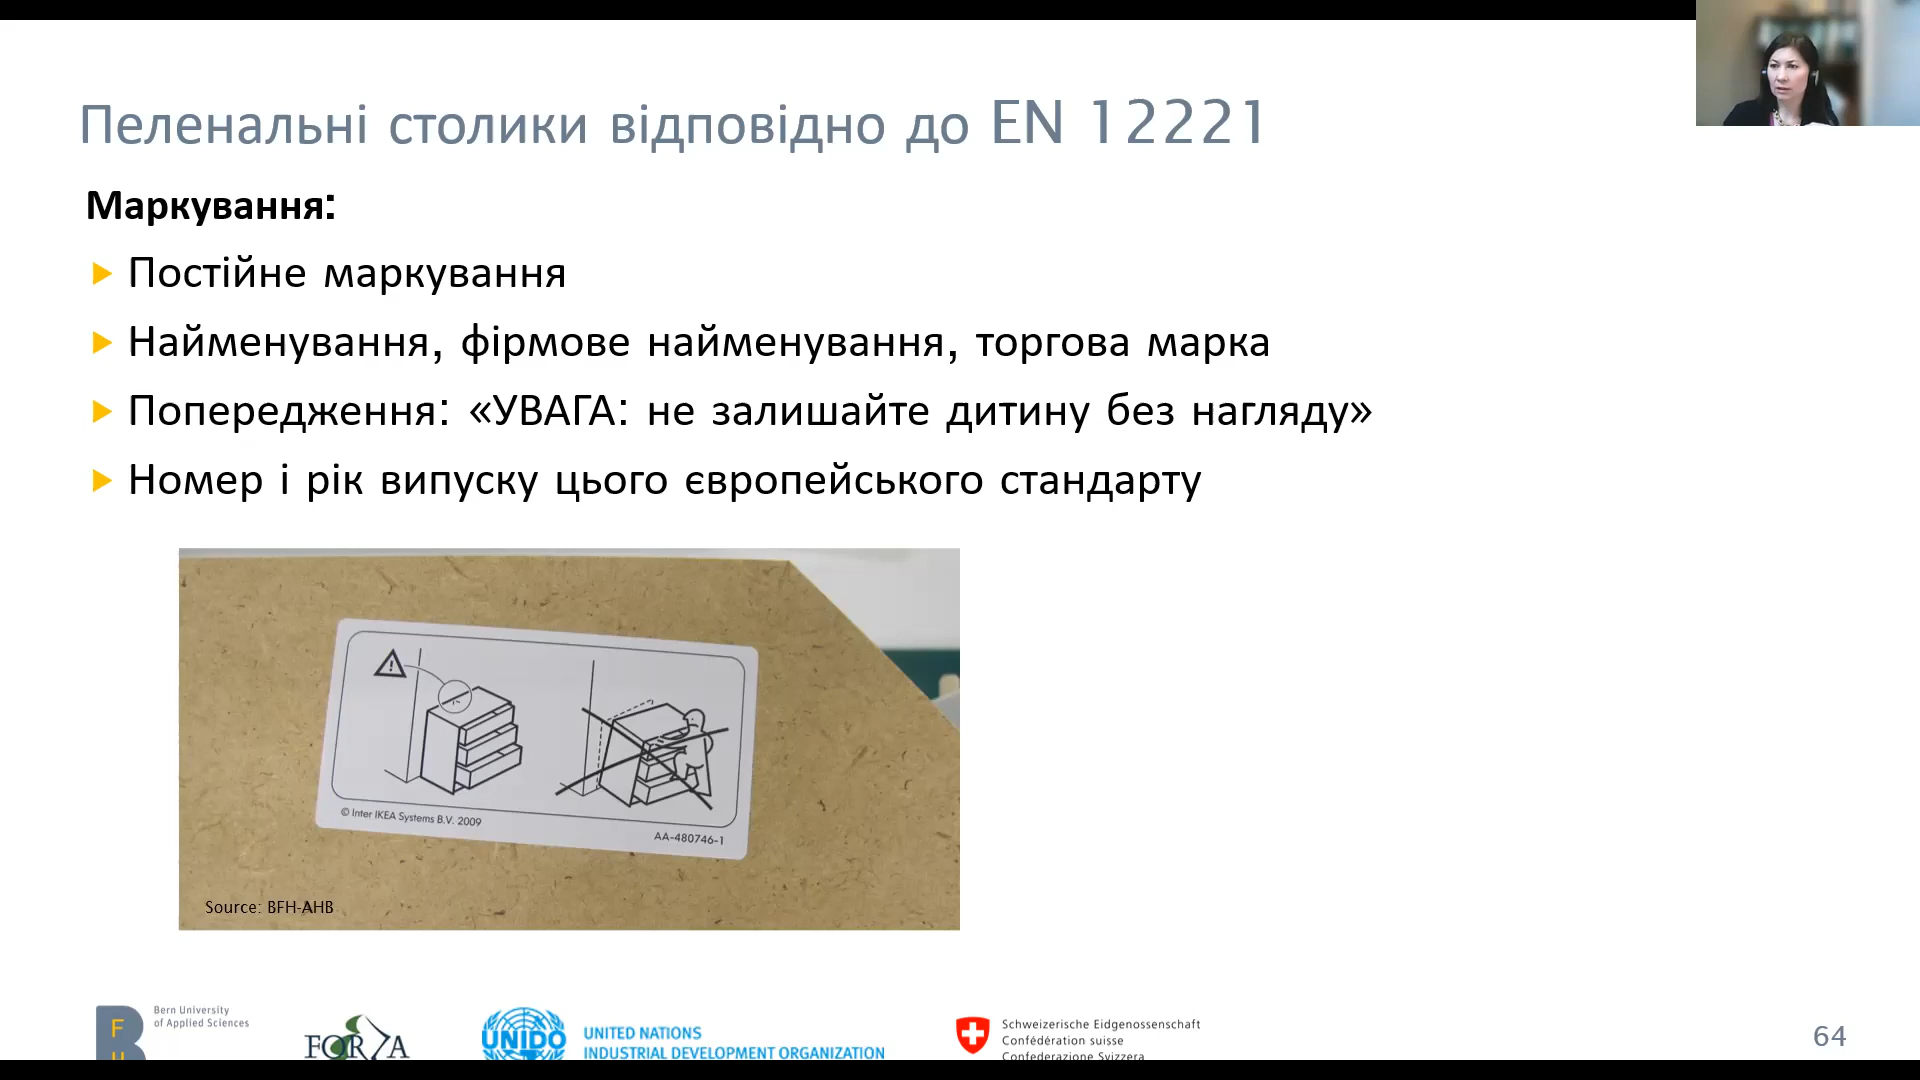 Пеленальні столики відповідно до EN 12221
Маркування:
Постійне маркування
Найменування, фірмове найменування, торгова марка
Попередження: «УВАГА: не залишайте дитину без нагляду»
Номер і рік випуску цього європейського стандарту
© Inter IKEA Systems B.V. 2009
AA-480746-1
Source: BFH-AHB
Bern University
of Applied Sciences
F
H
FORZA
UNIDO
UNITED NATIONS
INDUSTRIAL DEVELOPMENT ORGANIZATION
Schweizerische Eidgenossenschaft
Confédération suisse
Confederazione Svizzera
64